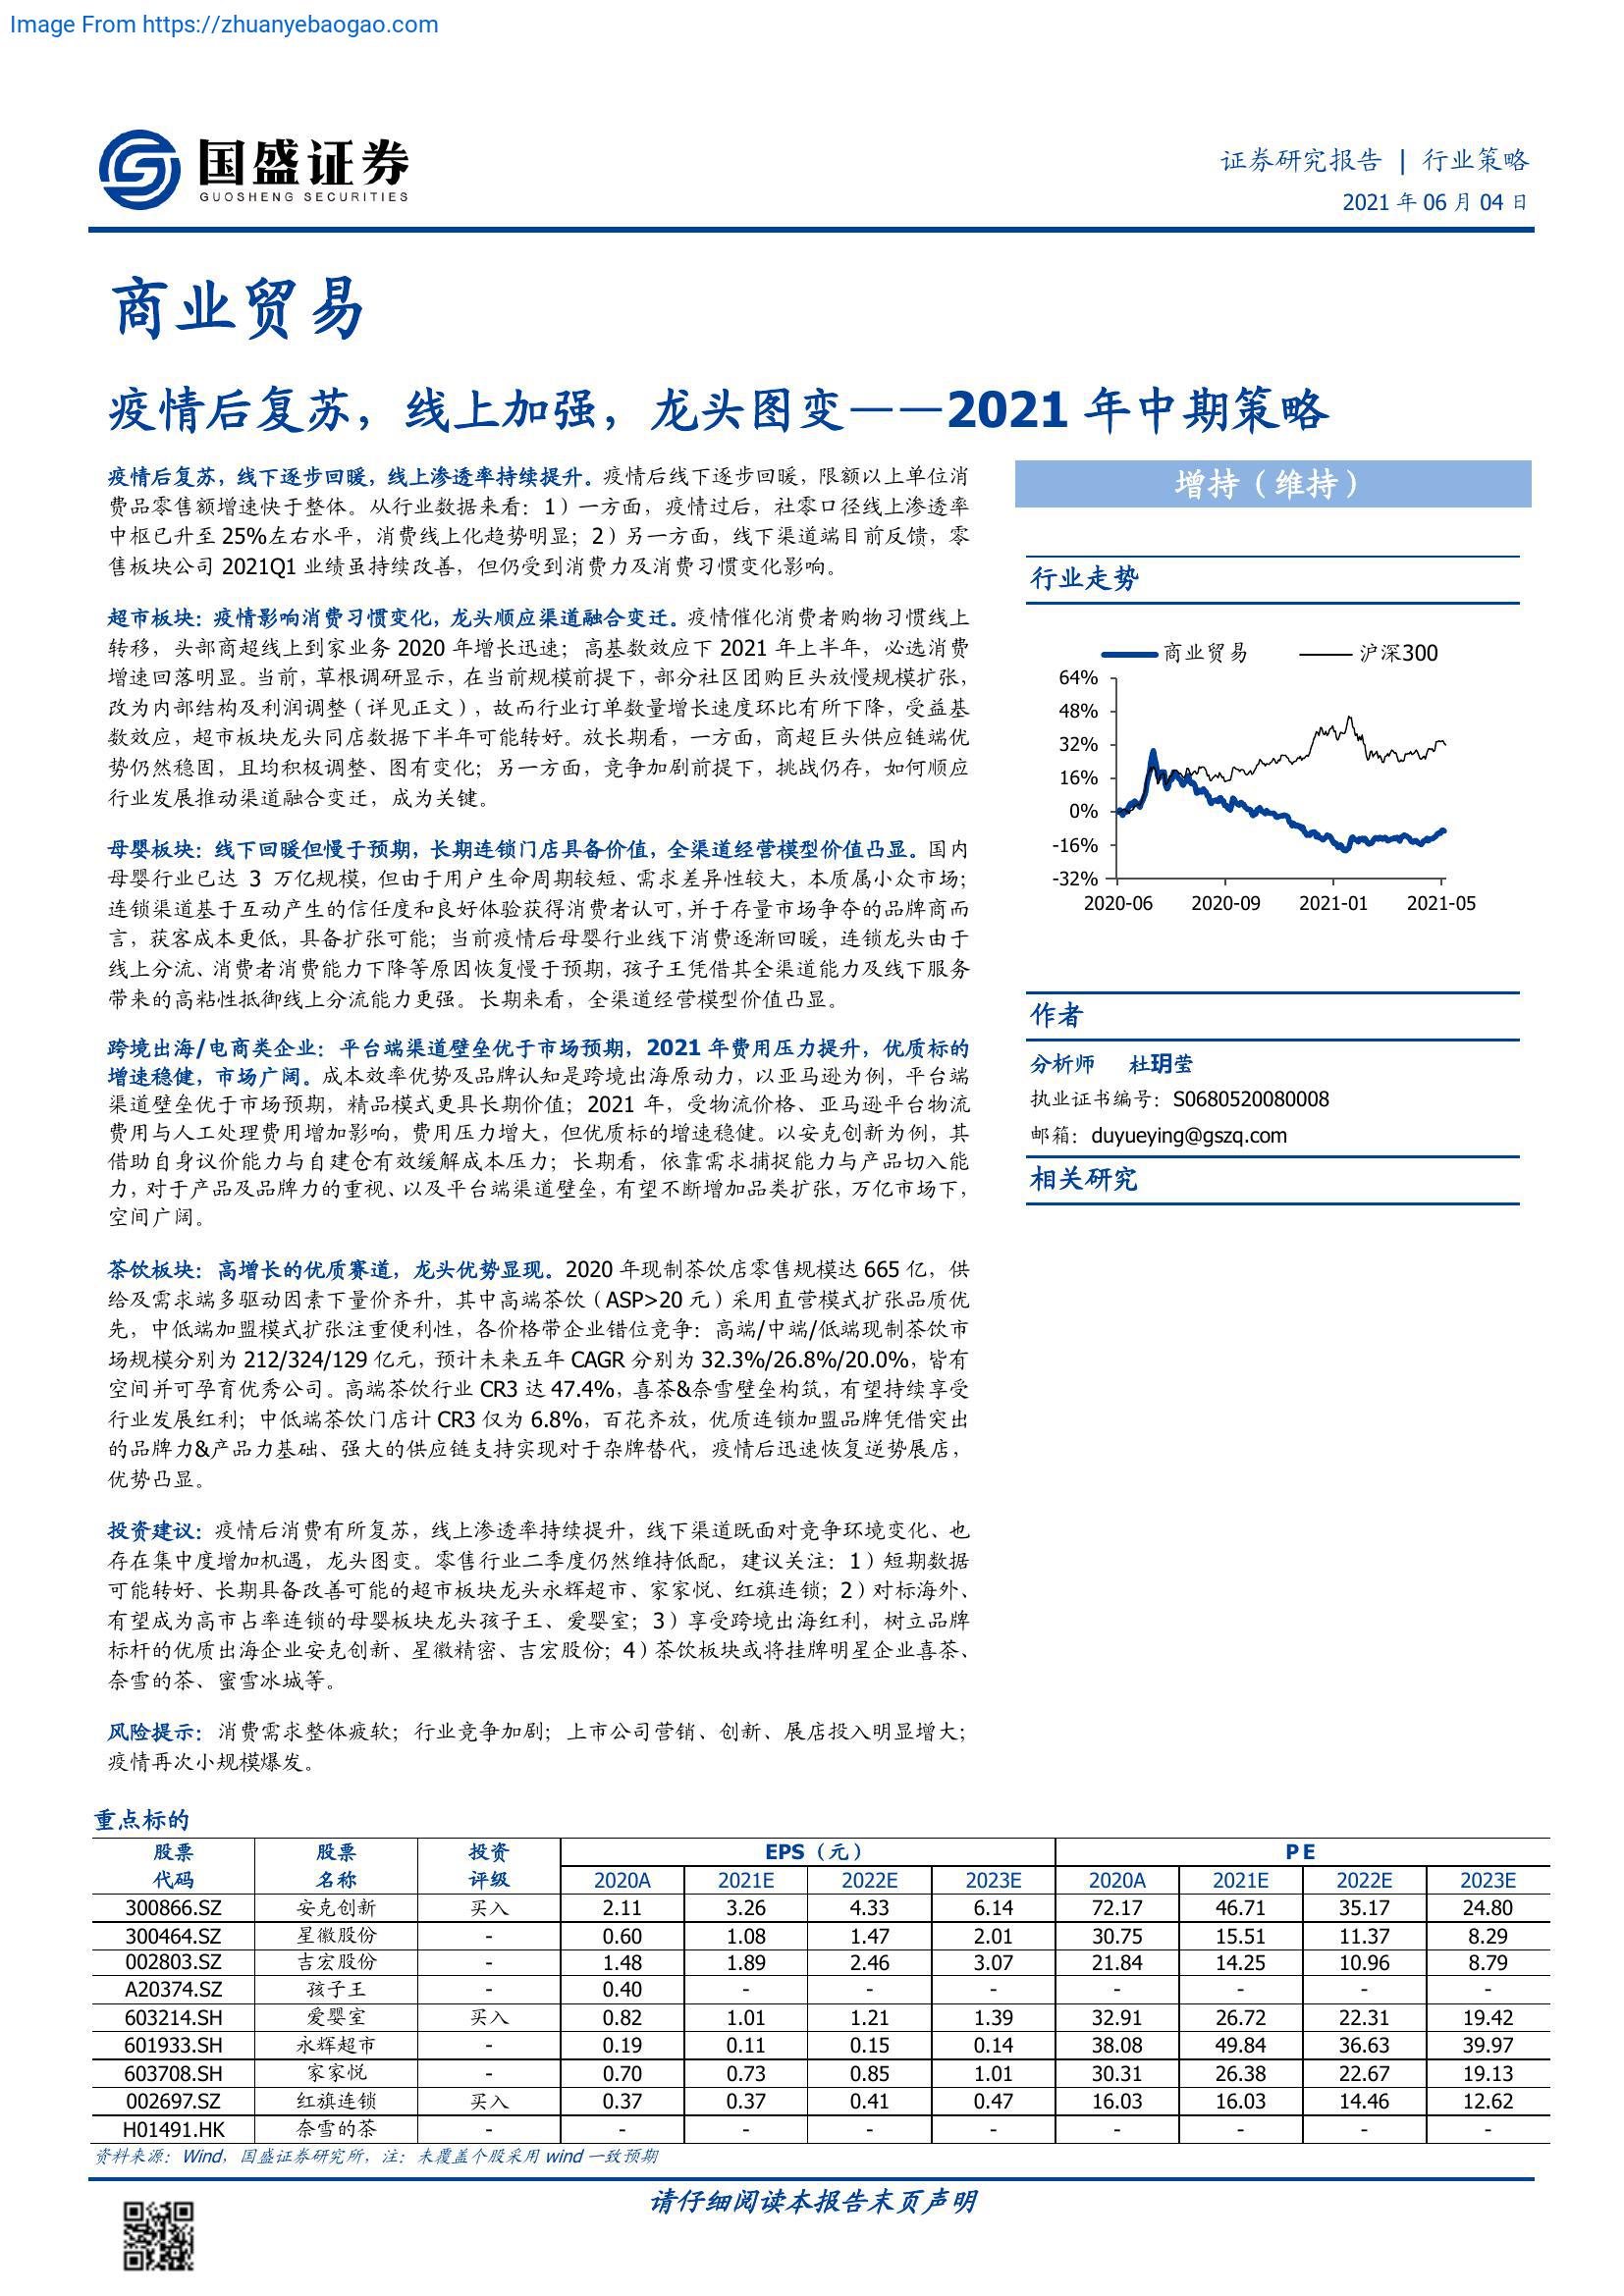 Image From https://zhuanyebaogao.com
国盛证券
GUOSHENG SECURITIES
证券研究报告 | 行业策略
2021 年 06 月 04 日
商业贸易
疫情后复苏，线上加强，龙头图变——2021 年中期策略
疫情后复苏，线下逐步回暖，线上渗透率持续提升。疫情后线下逐步回暖，限额以上单位消
费品零售额增速快于整体。从行业数据来看：1）一方面，疫情过后，社零口径线上渗透率
中枢已升至 25%左右水平，消费线上化趋势明显；2）另一方面，线下渠道端目前反馈，零
售板块公司 2021Q1 业绩虽持续改善，但仍受到消费力及消费习惯变化影响。
超市板块：疫情影响消费习惯变化，龙头顺应渠道融合变迁。疫情催化消费者购物习惯线上
转移，头部商超线上到家业务 2020 年增长迅速；高基数效应下 2021 年上半年，必选消费
增速回落明显。当前，草根调研显示，在当前规模前提下，部分社区团购巨头放慢规模扩张，
改为内部结构及利润调整（详见正文），故而行业订单数量增长速度环比有所下降，受益基
数效应，超市板块龙头同店数据下半年可能转好。放长期看，一方面，商超巨头供应链端优
势仍然稳固，且均积极调整、图有变化；另一方面，竞争加剧前提下，挑战仍存，如何顺应
行业发展推动渠道融合变迁，成为关键。
母婴板块：线下回暖但慢于预期，长期连锁门店具备价值，全渠道经营模型价值凸显。国内
母婴行业已达 3 万亿规模，但由于用户生命周期较短、需求差异性较大，本质属小众市场；
连锁渠道基于互动产生的信任度和良好体验获得消费者认可，并于存量市场争夺的品牌商而
言，获客成本更低，具备扩张可能；当前疫情后母婴行业线下消费逐渐回暖，连锁龙头由于
线上分流、消费者消费能力下降等原因恢复慢于预期，孩子王凭借其全渠道能力及线下服务
带来的高粘性抵御线上分流能力更强。长期来看，全渠道经营模型价值凸显。
跨境出海/电商类企业：平台端渠道壁垒优于市场预期，2021 年费用压力提升，优质标的
增速稳健，市场广阔。成本效率优势及品牌认知是跨境出海原动力，以亚马逊为例，平台端
渠道壁垒优于市场预期，精品模式更具长期价值；2021 年，受物流价格、亚马逊平台物流
费用与人工处理费用增加影响，费用压力增大，但优质标的增速稳健。以安克创新为例，其
借助自身议价能力与自建仓有效缓解成本压力；长期看，依靠需求捕捉能力与产品切入能
力，对于产品及品牌力的重视、以及平台端渠道壁垒，有望不断增加品类扩张，万亿市场下，
空间广阔。
茶饮板块：高增长的优质赛道，龙头优势显现。2020 年现制茶饮店零售规模达 665 亿，供
给及需求端多驱动因素下量价齐升，其中高端茶饮（ASP>20 元）采用直营模式扩张品质优
先，中低端加盟模式扩张注重便利性，各价格带企业错位竞争：高端/中端/低端现制茶饮市
场规模分别为 212/324/129 亿元，预计未来五年 CAGR 分别为 32.3%/26.8%/20.0%，皆有
空间并可孕育优秀公司。高端茶饮行业 CR3 达 47.4%，喜茶&奈雪壁垒构筑，有望持续享受
行业发展红利；中低端茶饮门店计 CR3 仅为 6.8%，百花齐放，优质连锁加盟品牌凭借突出
的品牌力&产品力基础、强大的供应链支持实现对于杂牌替代，疫情后迅速恢复逆势展店，
优势凸显。
投资建议：疫情后消费有所复苏，线上渗透率持续提升，线下渠道既面对竞争环境变化、也
存在集中度增加机遇，龙头图变。零售行业二季度仍然维持低配，建议关注：1）短期数据
可能转好、长期具备改善可能的超市板块龙头永辉超市、家家悦、红旗连锁；2）对标海外、
有望成为高市占率连锁的母婴板块龙头孩子王、爱婴室；3）享受跨境出海红利，树立品牌
标杆的优质出海企业安克创新、星徽精密、吉宏股份；4）茶饮板块或将挂牌明星企业喜茶、
奈雪的茶、蜜雪冰城等。
风险提示：消费需求整体疲软；行业竞争加剧；上市公司营销、创新、展店投入明显增大；
疫情再次小规模爆发。
增持（维持）
行业走势
商业贸易 沪深300
64%
48%
32%
16%
0%
-16%
-32%
2020-06 2020-09 2021-01 2021-05
作者
分析师 杜玥莹
执业证书编号：S0680520080008
邮箱：duyueying@gszq.com
相关研究
重点标的
股票 股票 投资 EPS（元） P E
代码 名称 评级 2020A 2021E 2022E 2023E 2020A 2021E 2022E 2023E
300866.SZ 安克创新 买入 2.11 3.26 4.33 6.14 72.17 46.71 35.17 24.80
300464.SZ 星徽股份 - 0.60 1.08 1.47 2.01 30.75 15.51 11.37 8.29
002803.SZ 吉宏股份 - 1.48 1.89 2.46 3.07 21.84 14.25 10.96 8.79
A20374.SZ 孩子王 - 0.40 - - - - - - -
603214.SH 爱婴室 买入 0.82 1.01 1.21 1.39 32.91 26.72 22.31 19.42
601933.SH 永辉超市 - 0.19 0.11 0.15 0.14 38.08 49.84 36.63 39.97
603708.SH 家家悦 - 0.70 0.73 0.85 1.01 30.31 26.38 22.67 19.13
002697.SZ 红旗连锁 买入 0.37 0.37 0.41 0.47 16.03 16.03 14.46 12.62
H01491.HK 奈雪的茶 - - - - - - - - -
资料来源：Wind，国盛证券研究所，注：未覆盖个股采用 wind 一致预期
请仔细阅读本报告末页声明